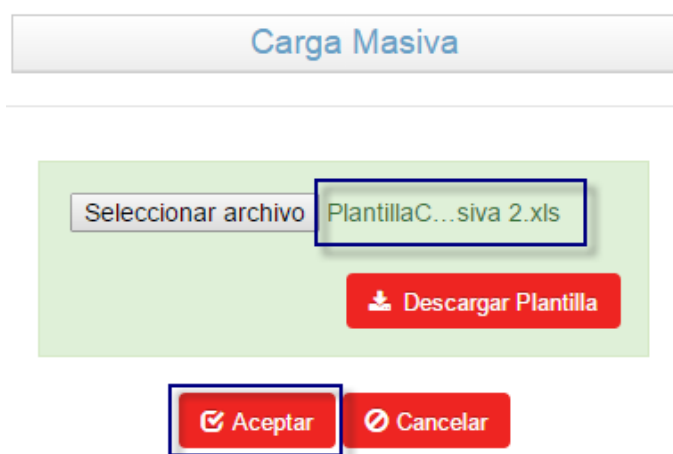 Carga Masiva
Seleccionar archivo PlantillaC...siva 2.xls
Descargar Plantilla
Aceptar Cancelar